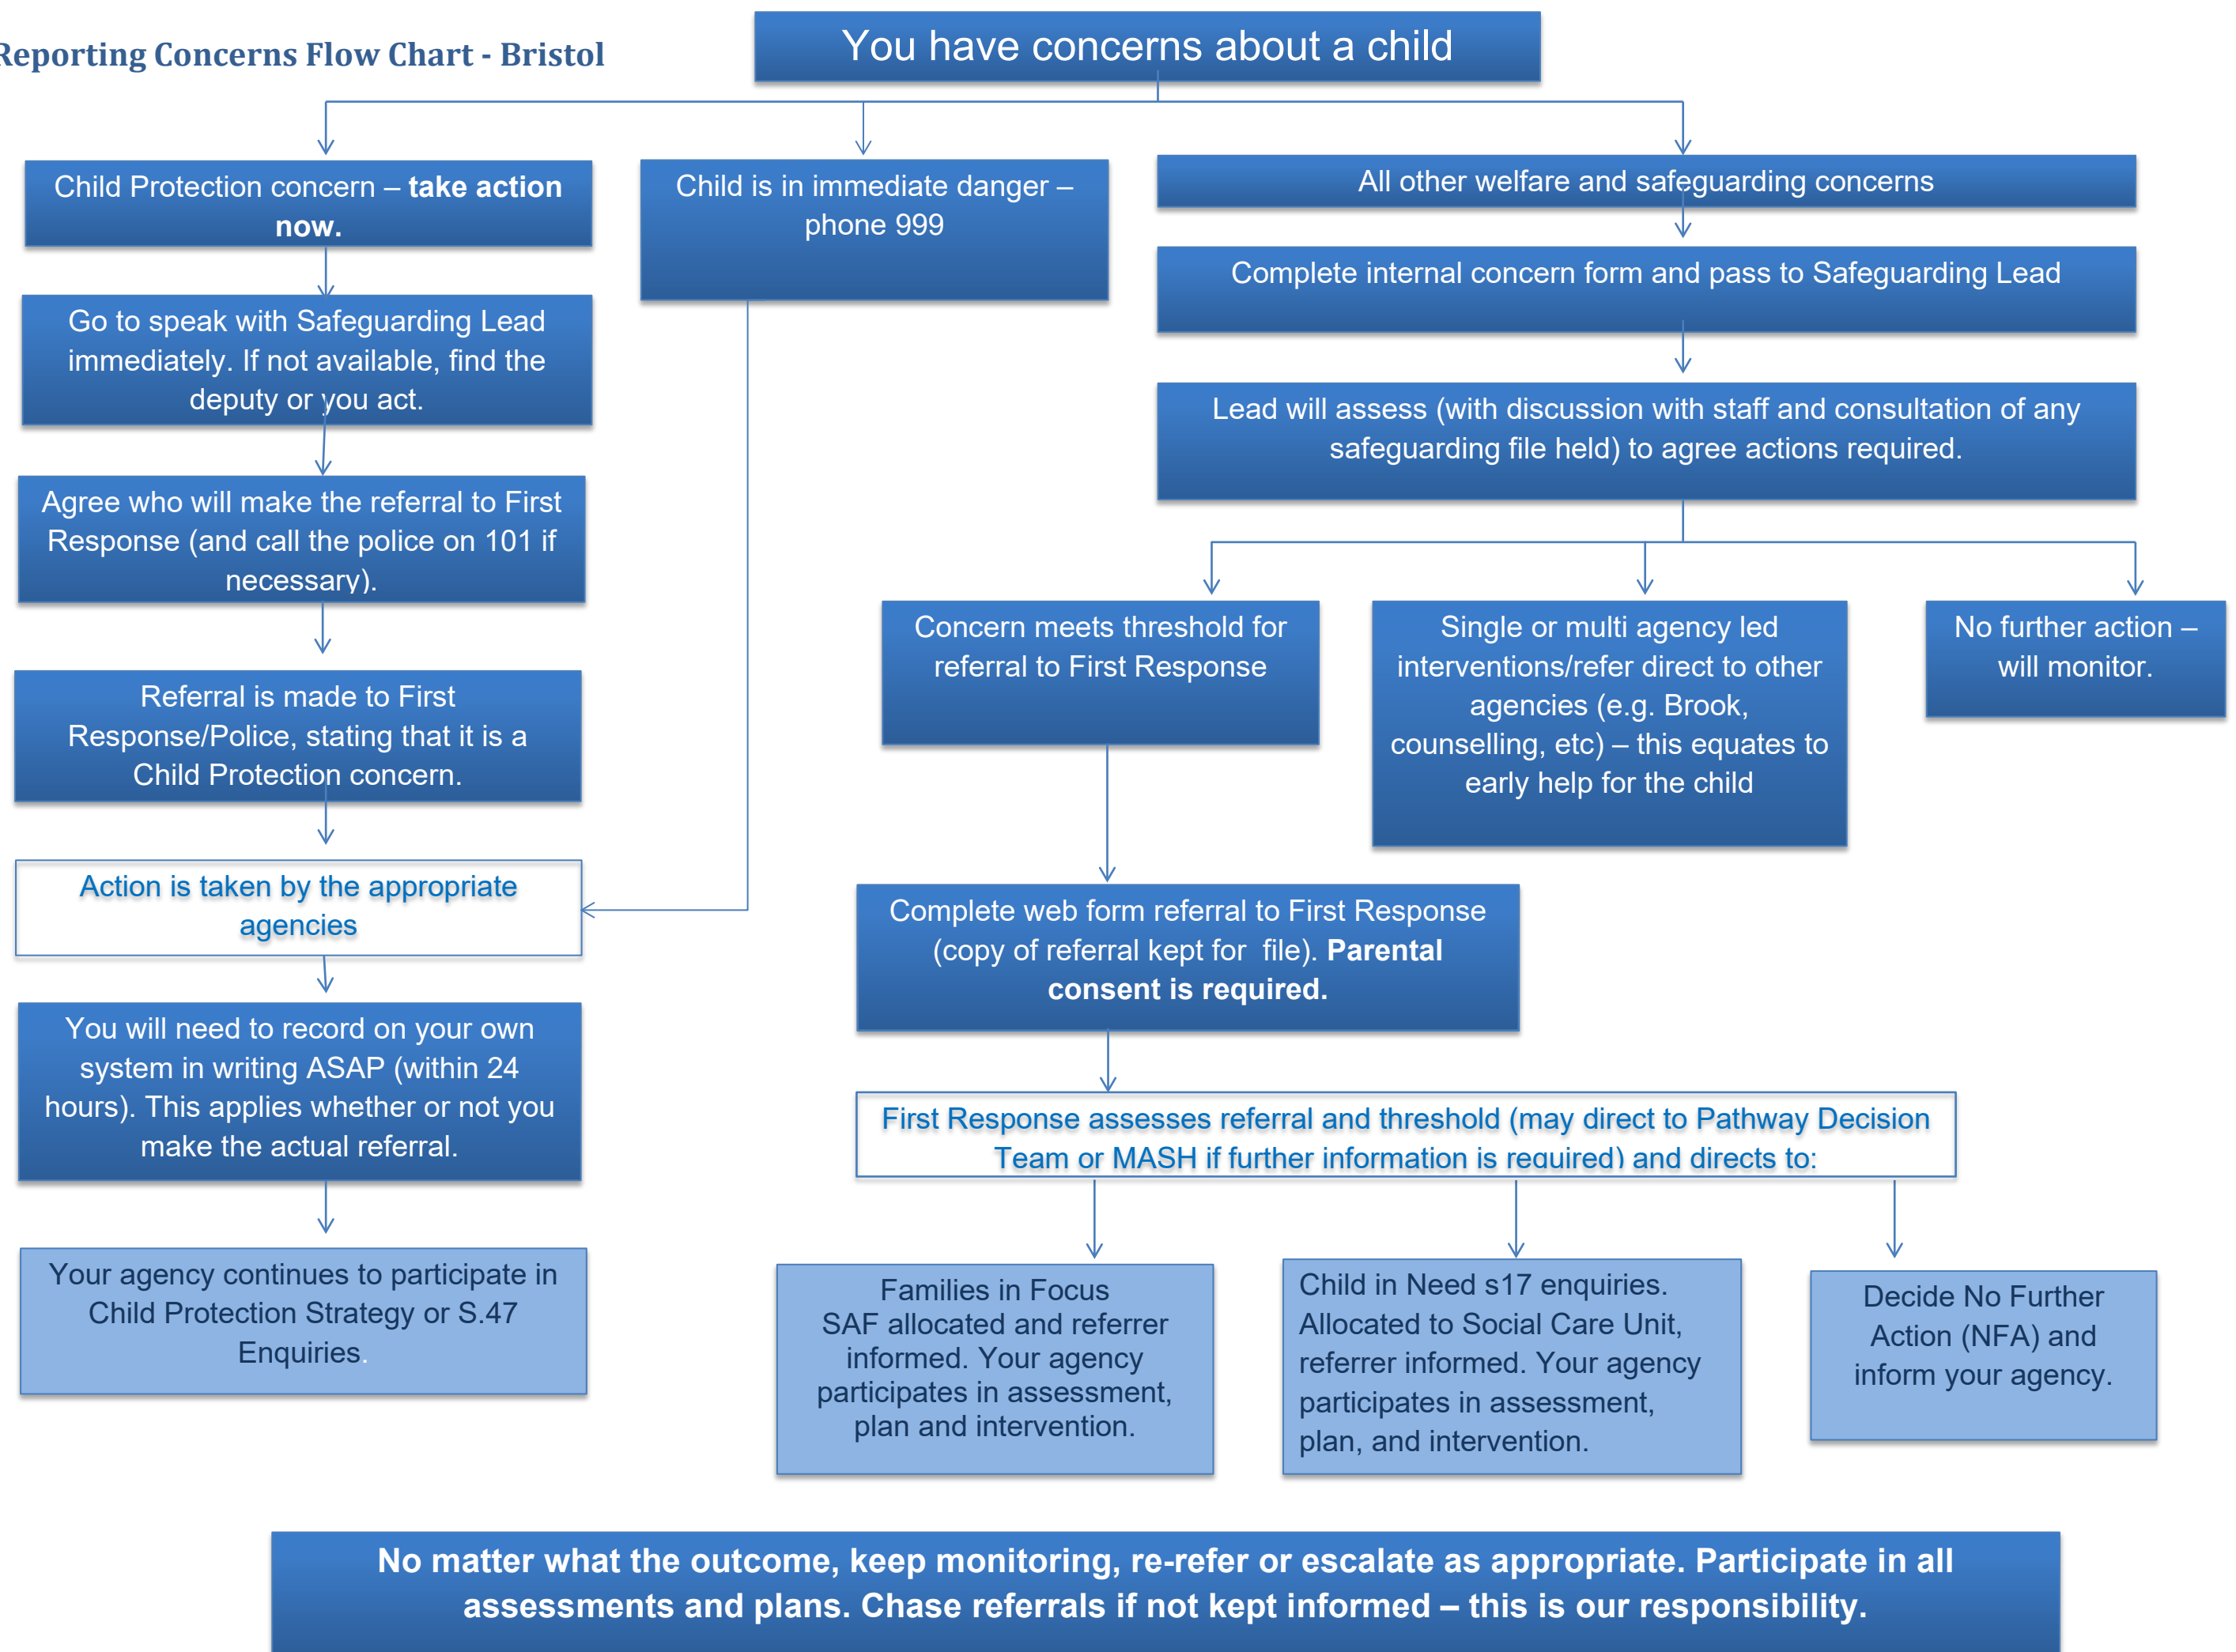 Reporting Concerns Flow Chart - Bristol
You have concerns about a child
Child Protection concern – take action
now.
Go to speak with Safeguarding Lead
immediately. If not available, find the
deputy or you act.
Agree who will make the referral to First
Response (and call the police on 101 if
necessary).
Referral is made to First
Response/Police, stating that it is a
Child Protection concern.
Action is taken by the appropriate
agencies
You will need to record on your own
system in writing ASAP (within 24
hours). This applies whether or not you
make the actual referral.
Your agency continues to participate in
Child Protection Strategy or S.47
Enquiries.
Child is in immediate danger –
phone 999
All other welfare and safeguarding concerns
Complete internal concern form and pass to Safeguarding Lead
Lead will assess (with discussion with staff and consultation of any
safeguarding file held) to agree actions required.
Concern meets threshold for
referral to First Response
Single or multi agency led
interventions/refer direct to other
agencies (e.g. Brook,
counselling, etc) – this equates to
early help for the child
No further action –
will monitor.
Complete web form referral to First Response
(copy of referral kept for file). Parental
consent is required.
First Response assesses referral and threshold (may direct to Pathway Decision
Team or MASH if further information is required) and directs to:
Families in Focus
SAF allocated and referrer
informed. Your agency
participates in assessment,
plan and intervention.
Child in Need s17 enquiries.
Allocated to Social Care Unit,
referrer informed. Your agency
participates in assessment,
plan, and intervention.
Decide No Further
Action (NFA) and
inform your agency.
No matter what the outcome, keep monitoring, re-refer or escalate as appropriate. Participate in all
assessments and plans. Chase referrals if not kept informed – this is our responsibility.